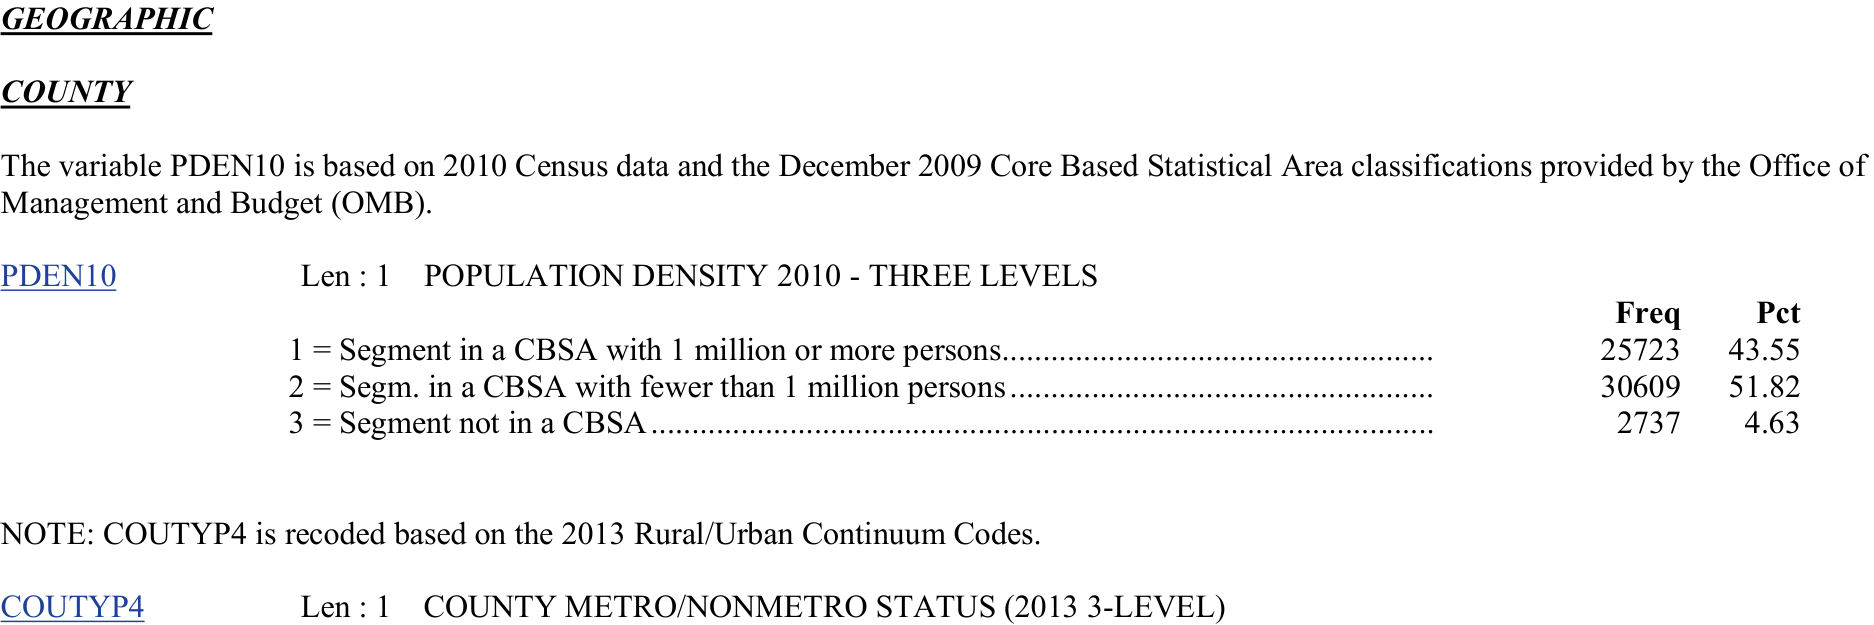 GEOGRAPHIC
COUNTY
The variable PDEN10 is based on 2010 Census data and the December 2009 Core Based Statistical Area classifications provided by the Office of
Management and Budget (OMB).
PDEN10 Len : 1 POPULATION DENSITY 2010 - THREE LEVELS
Freq Pct
1 = Segment in a CBSA with 1 million or more persons..................................................... 25723 43.55
2 = Segm. in a CBSA with fewer than 1 million persons.................................................... 30609 51.82
3 = Segment not in a CBSA................................................................................................ 2737 4.63
NOTE: COUTYP4 is recoded based on the 2013 Rural/Urban Continuum Codes.
COUTYP4 Len : 1 COUNTY METRO/NONMETRO STATUS (2013 3-LEVEL)